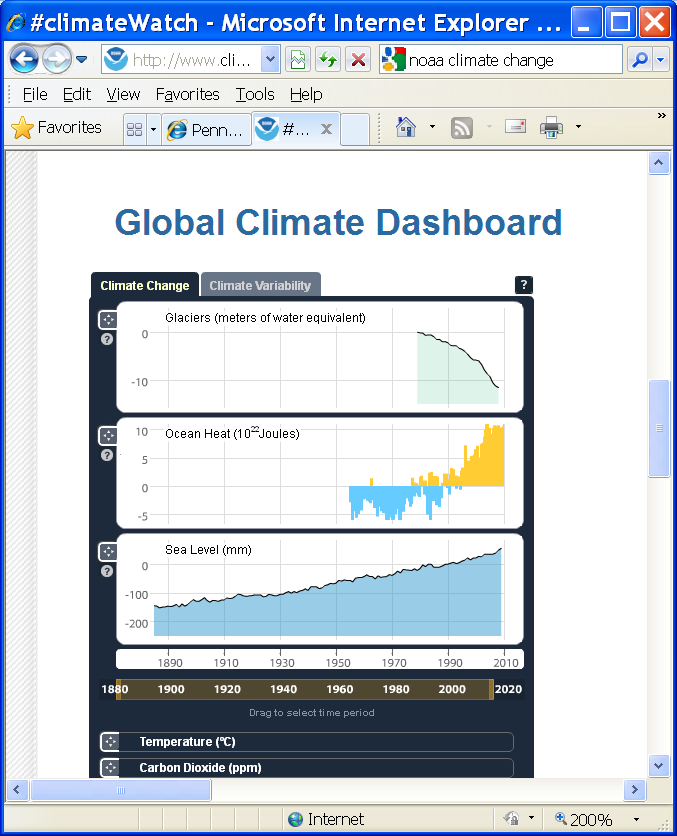 #climateWatch - Microsoft Internet Explorer ...
http://www.cli...
noaa climate change
File Edit View Favorites Tools Help
Favorites
Penn...
#...
»
Global Climate Dashboard
Climate Change
Climate Variability
?
Glaciers (meters of water equivalent)
?
0
-10
Ocean Heat (10²²Joules)
?
10
5
0
-5
Sea Level (mm)
?
0
-100
-200
1890 1910 1930 1950 1970 1990 2010
1880 1900 1920 1940 1960 1980 2000 2020
Drag to select time period
Temperature (°C)
Carbon Dioxide (ppm)
Internet
200%